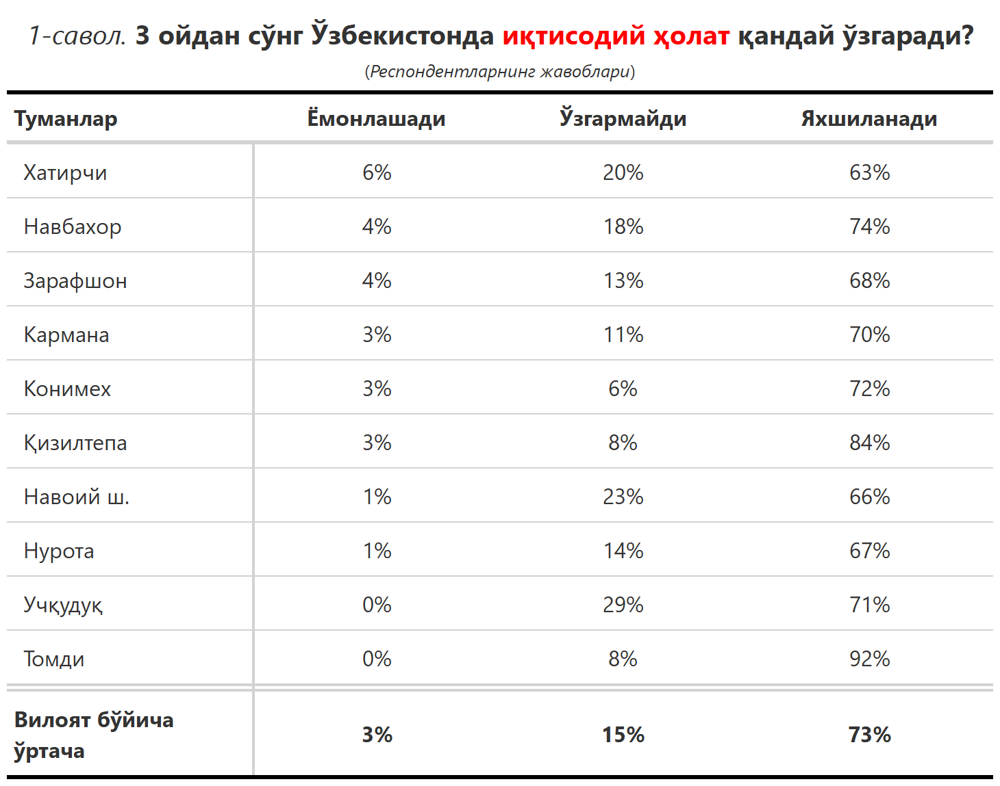 1-савол. 3 ойдан сўнг Ўзбекистонда иқтисодий ҳолат қандай ўзгаради?
(Респондентларнинг жавоблари)
Туманлар Ёмонлашади Ўзгармайди Яхшиланади
Хатирчи 6% 20% 63%
Навбахор 4% 18% 74%
Зарафшон 4% 13% 68%
Кармана 3% 11% 70%
Конимех 3% 6% 72%
Қизилтепа 3% 8% 84%
Навоий ш. 1% 23% 66%
Нурота 1% 14% 67%
Учқудуқ 0% 29% 71%
Томди 0% 8% 92%
Вилоят бўйича
ўртача 3% 15% 73%